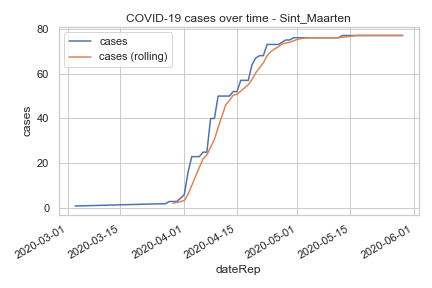 COVID-19 cases over time - Sint_Maarten
cases
cases (rolling)
cases
80
60
40
20
0
2020-03-01
2020-03-15
2020-04-01
2020-04-15
2020-05-01
2020-05-15
2020-06-01
dateRep